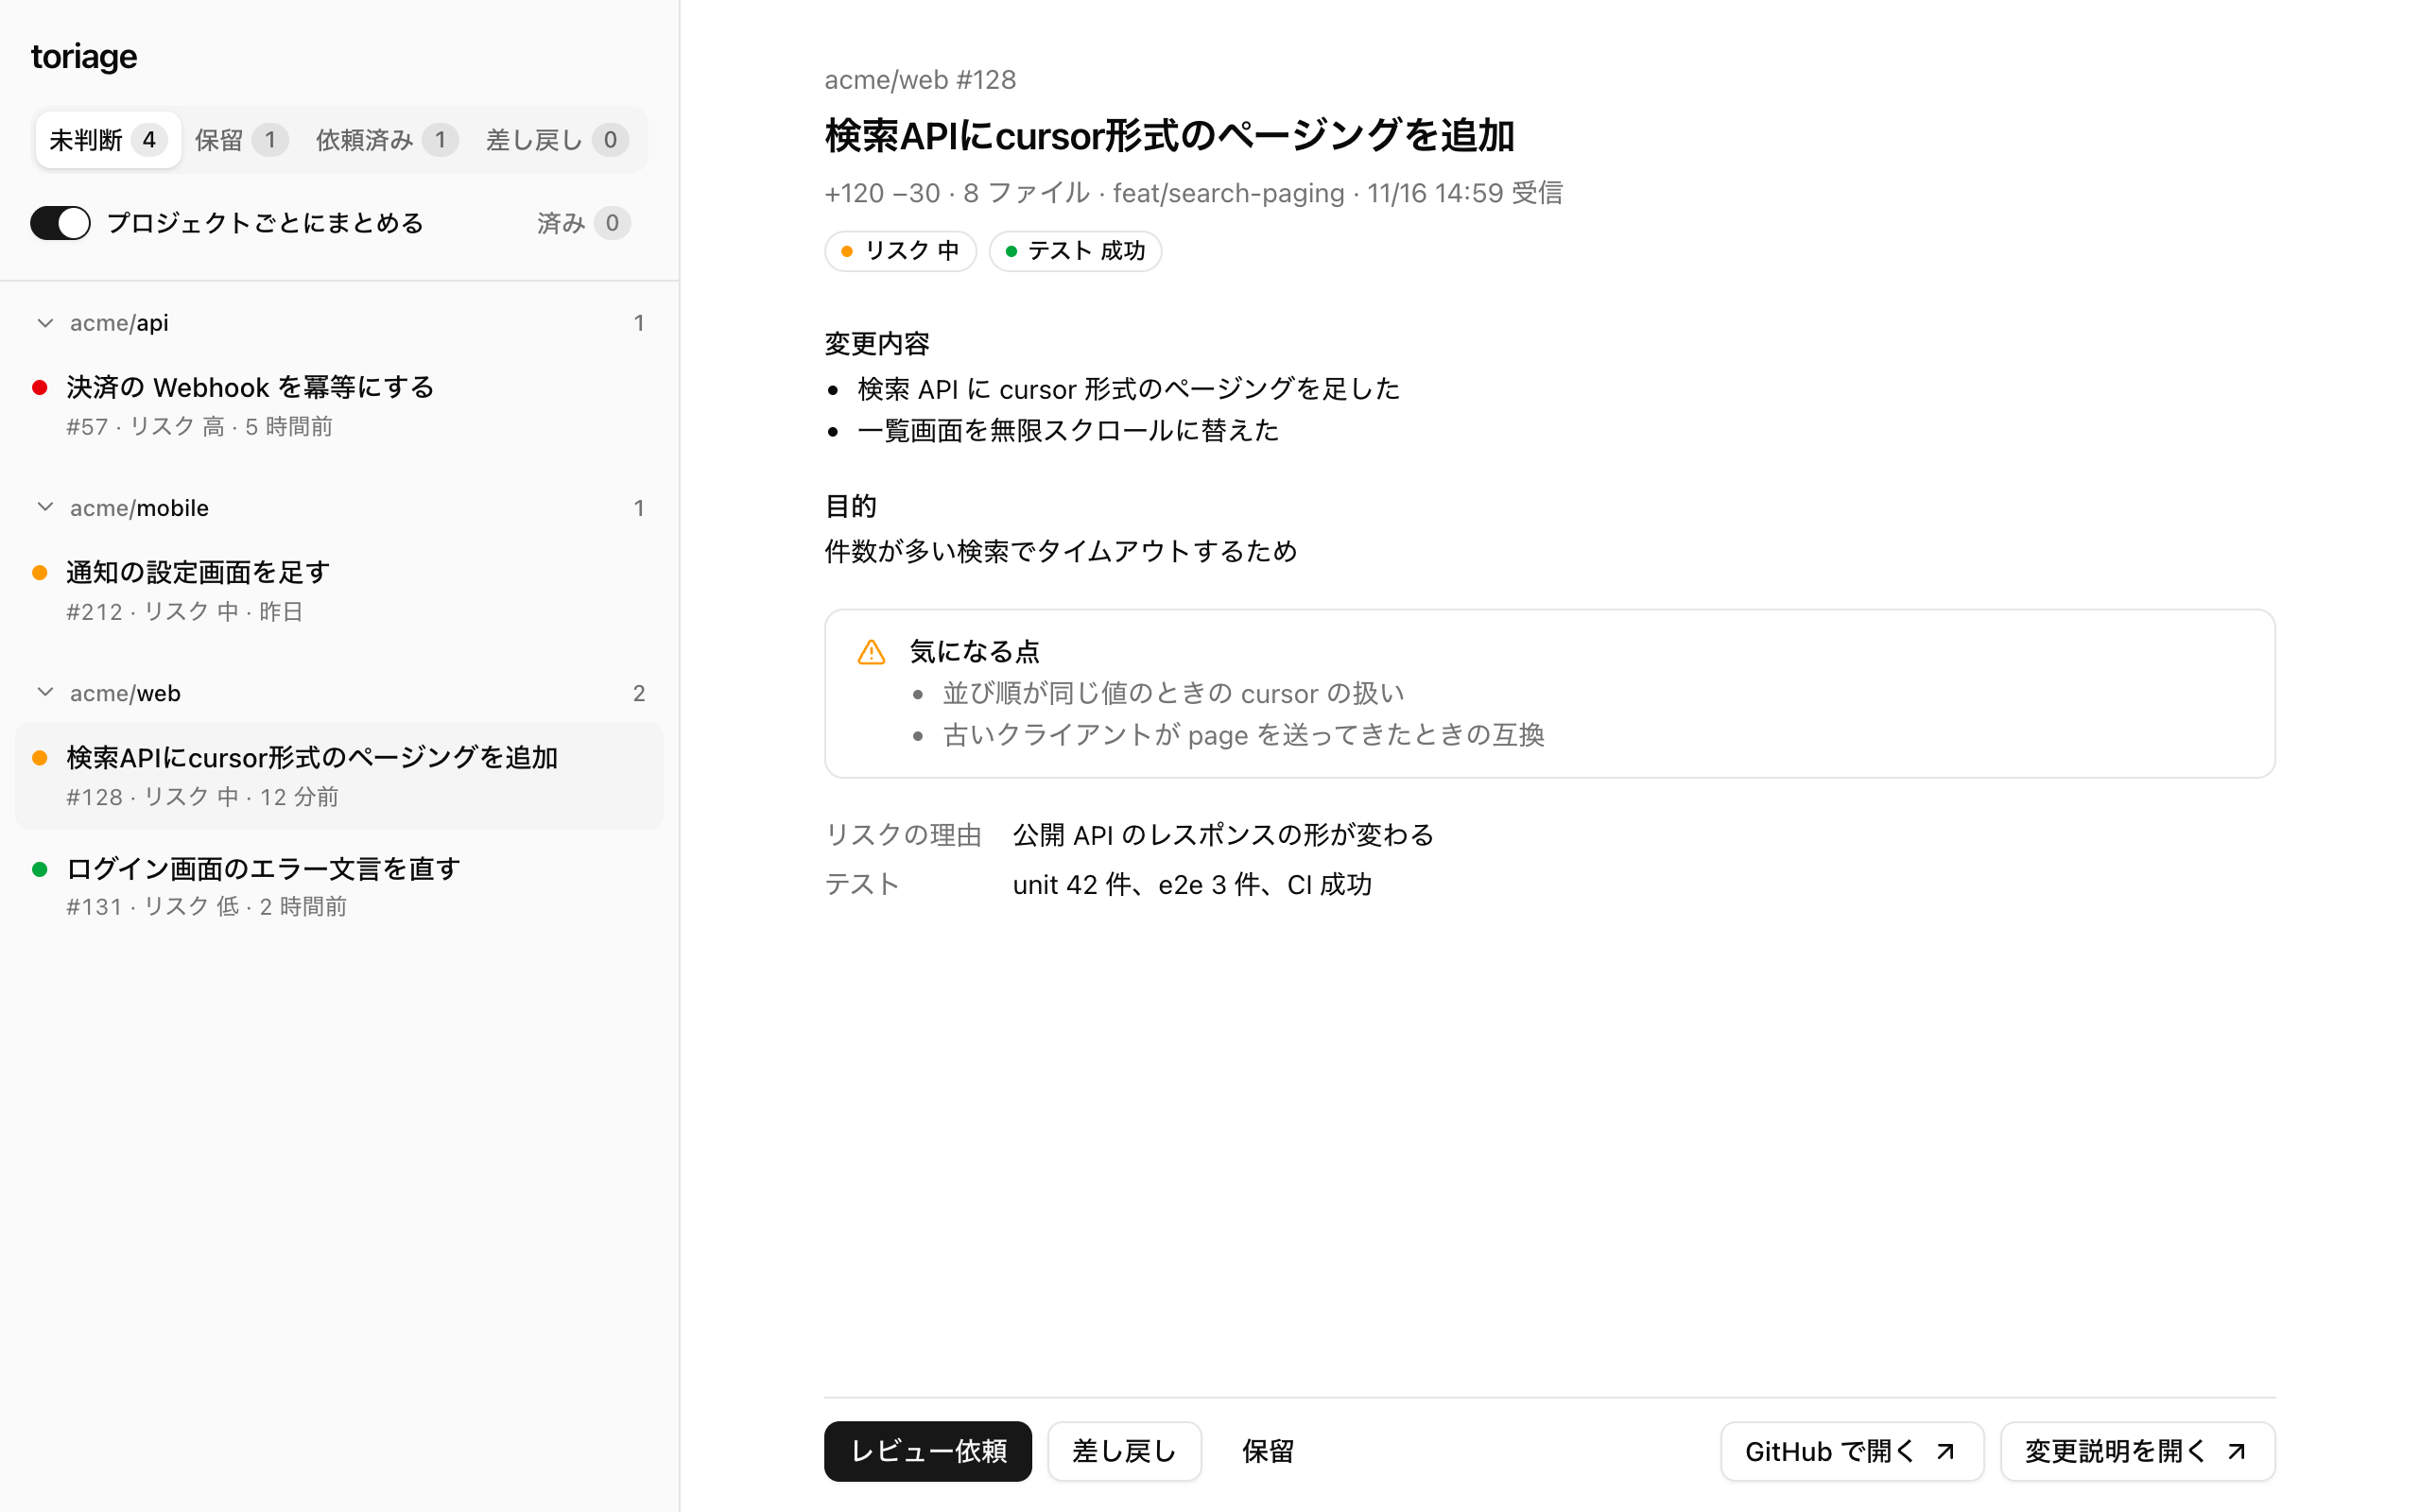 toriage
未判断 4 保留 1 依頼済み 1 差し戻し 0
プロジェクトごとにまとめる 済み 0
acme/api 1
決済の Webhook を冪等にする
#57 · リスク 高 · 5 時間前
acme/mobile 1
通知の設定画面を足す
#212 · リスク 中 · 昨日
acme/web 2
検索APIにcursor形式のページングを追加
#128 · リスク 中 · 12 分前
ログイン画面のエラー文言を直す
#131 · リスク 低 · 2 時間前
acme/web #128
検索APIにcursor形式のページングを追加
+120 −30 · 8 ファイル · feat/search-paging · 11/16 14:59 受信
リスク 中 テスト 成功
変更内容
• 検索 API に cursor 形式のページングを足した
• 一覧画面を無限スクロールに替えた
目的
件数が多い検索でタイムアウトするため
気になる点
• 並び順が同じ値のときの cursor の扱い
• 古いクライアントが page を送ってきたときの互換
リスクの理由 公開 API のレスポンスの形が変わる
テスト unit 42 件、e2e 3 件、CI 成功
レビュー依頼 差し戻し 保留 GitHub で開く 変更説明を開く